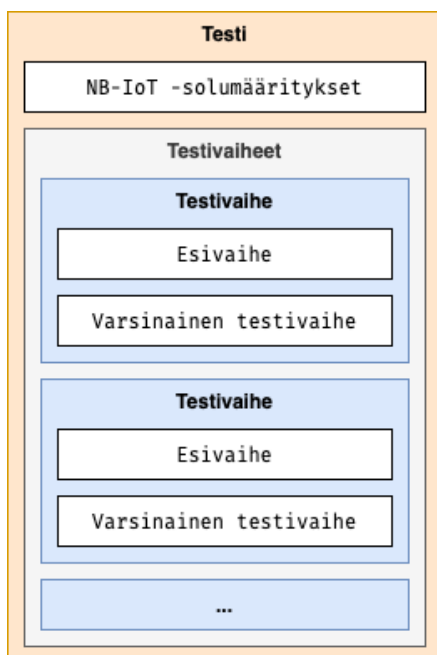 Testi
NB-IoT -solumääritykset
Testivaiheet
Testivaihe
Esivaihe
Varsinainen testivaihe
Testivaihe
Esivaihe
Varsinainen testivaihe
...